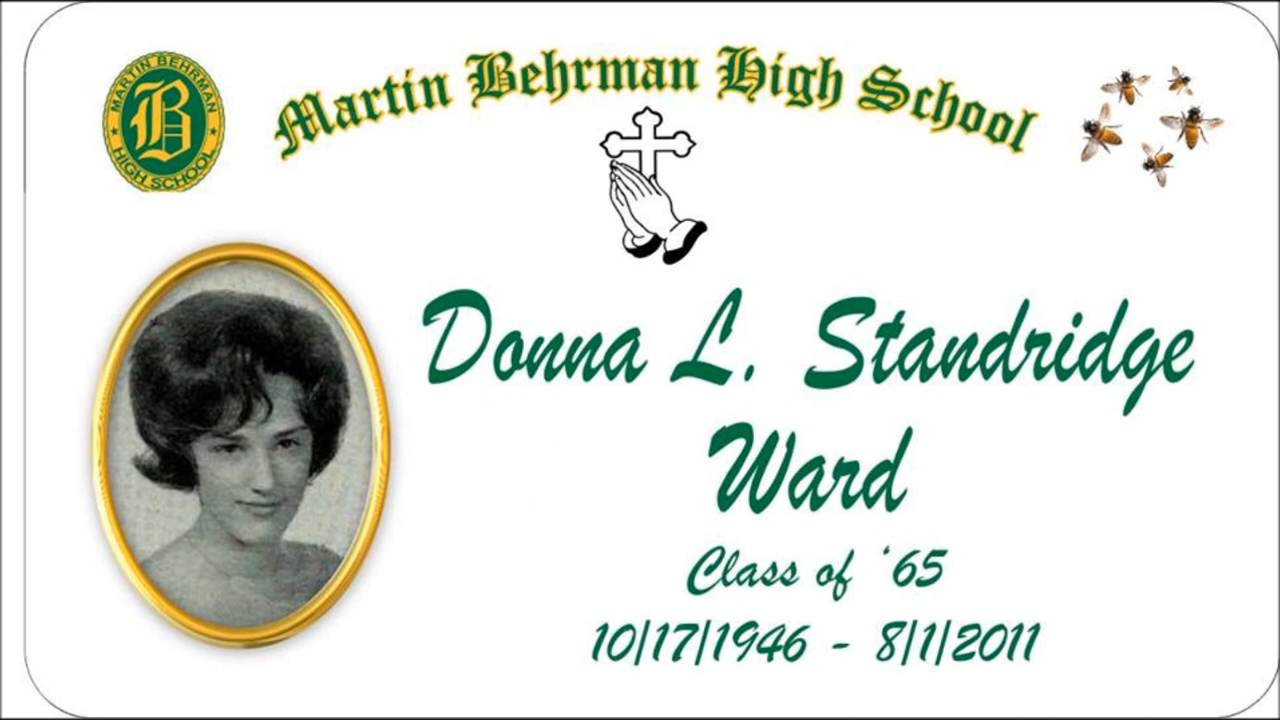 Martin Behrman High School
MARTIN BEHRMAN
B
HIGH SCHOOL
Donna L. Standridge
Ward
Class of ‘65
10/17/1946 - 8/1/2011